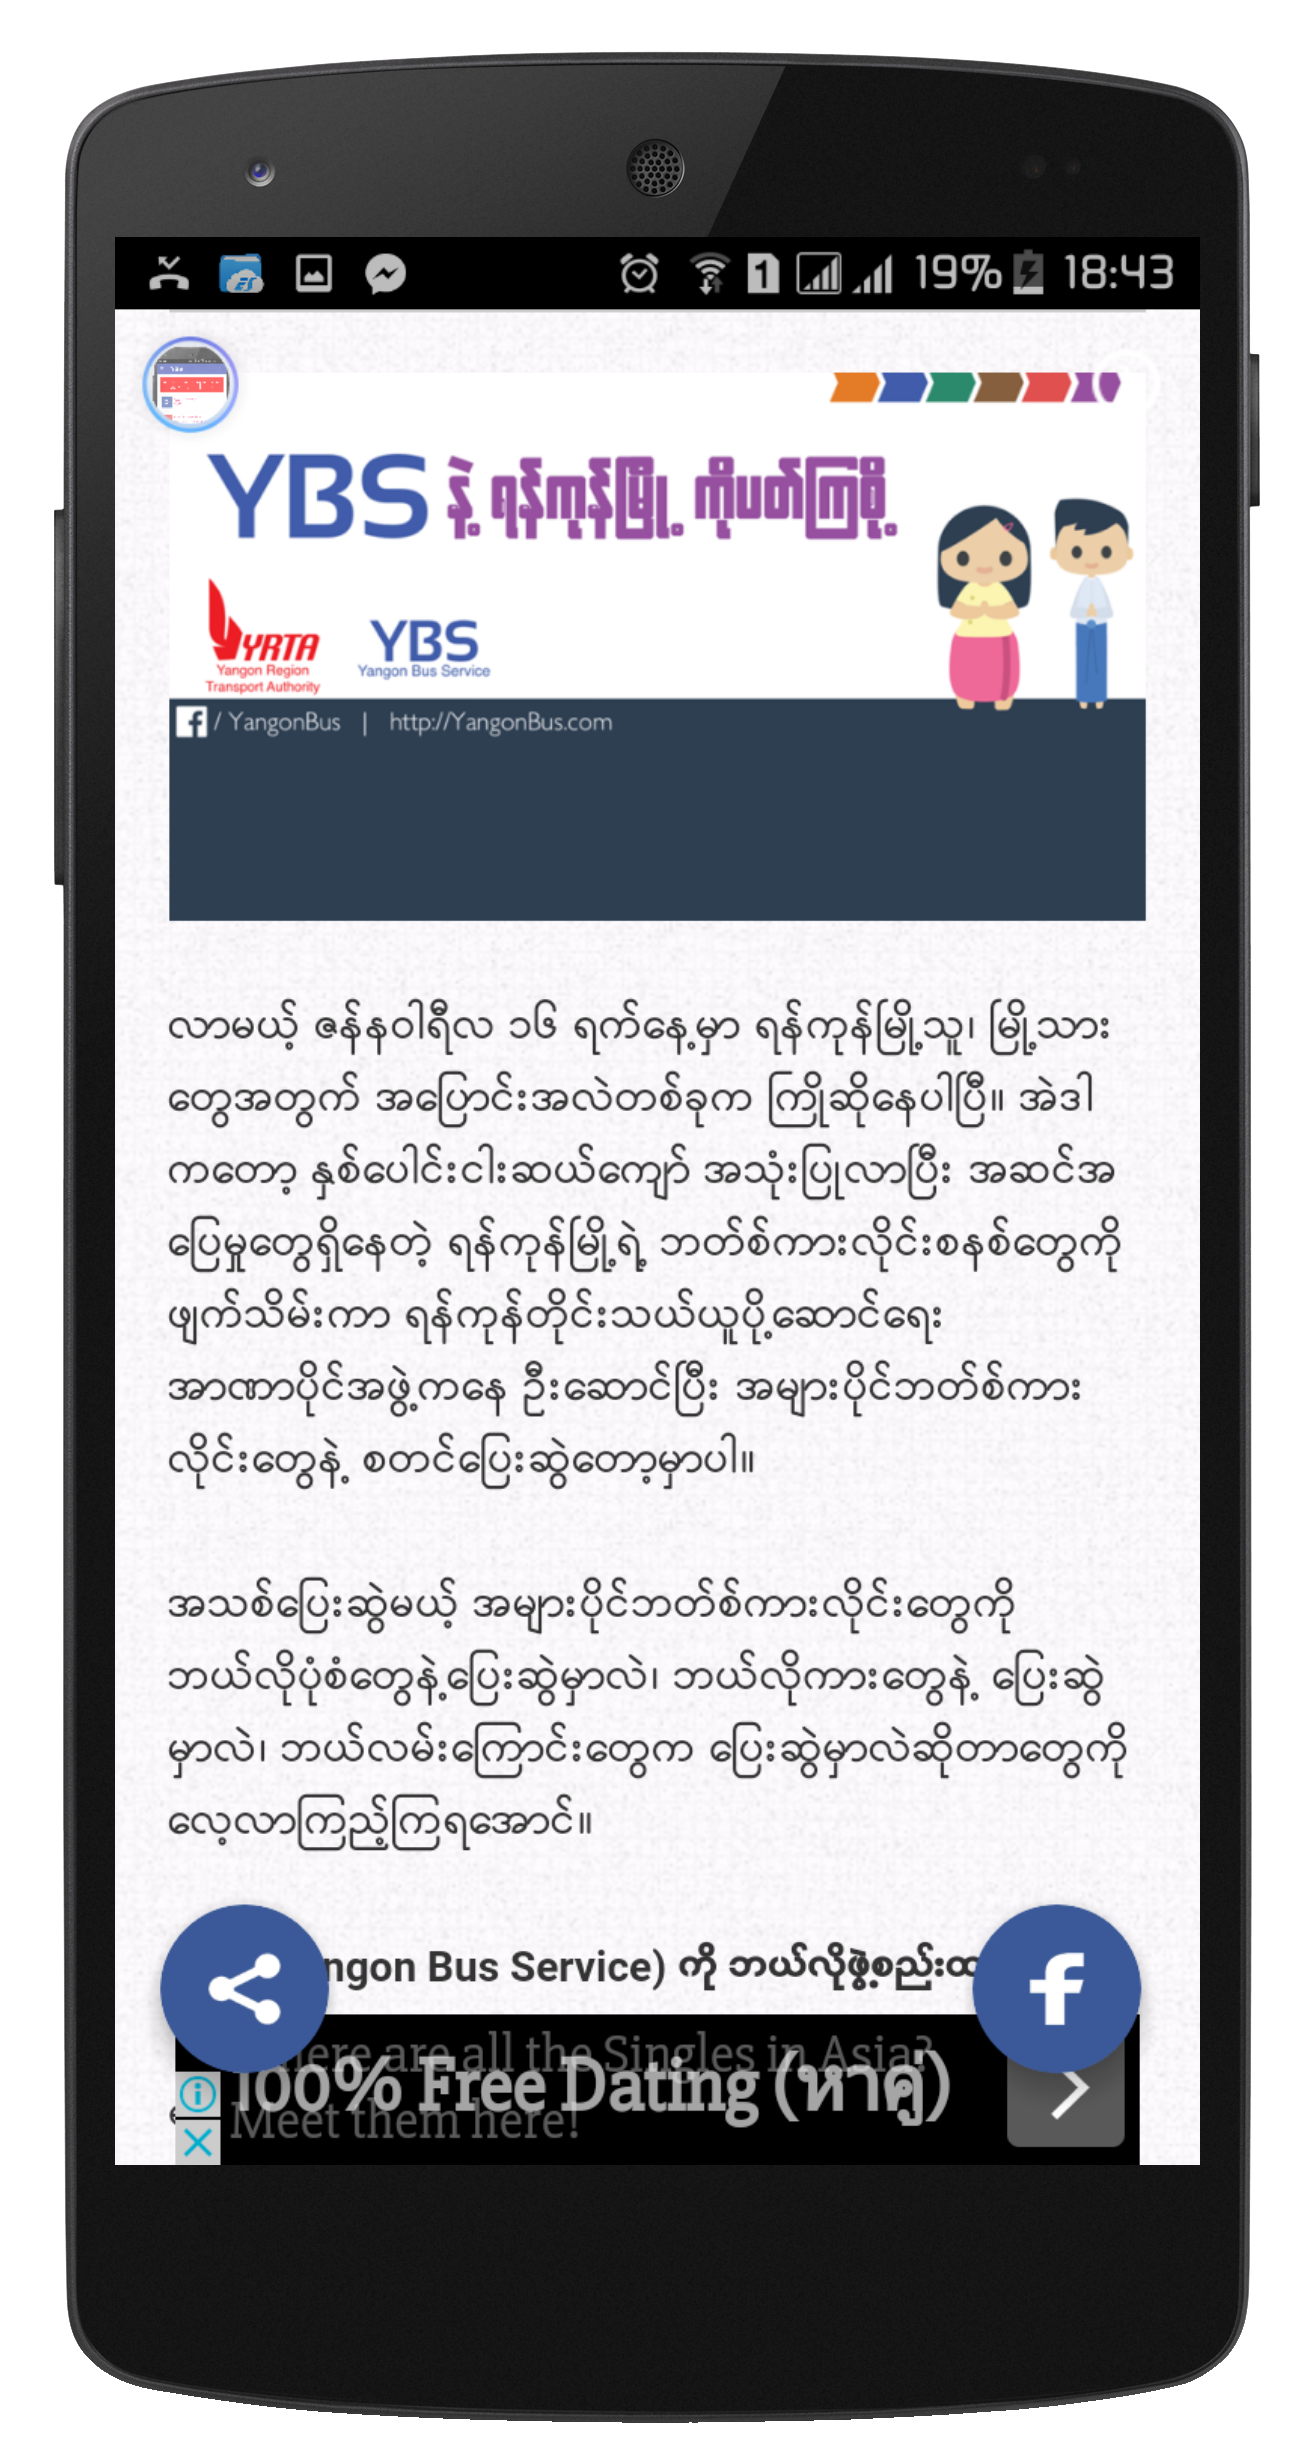 19% 18:43
YBS နဲ့ ရန်ကုန်မြို့ ကိုပတ်ကြစို့
YRTA
Yangon Region
Transport Authority
YBS
Yangon Bus Service
/ YangonBus | http://YangonBus.com
လာမယ့် ဇန်နဝါရီလ ၁၆ ရက်နေ့မှာ ရန်ကုန်မြို့သူ၊ မြို့သား
တွေအတွက် အပြောင်းအလဲတစ်ခုက ကြိုဆိုနေပါပြီ။ အဲဒါ
ကတော့ နှစ်ပေါင်းငါးဆယ်ကျော် အသုံးပြုလာပြီး အဆင်အ
ပြေမှုတွေရှိနေတဲ့ ရန်ကုန်မြို့ရဲ့ ဘတ်စ်ကားလိုင်းစနစ်တွေကို
ဖျက်သိမ်းကာ ရန်ကုန်တိုင်းသယ်ယူပို့ဆောင်ရေး
အာဏာပိုင်အဖွဲ့ကနေ ဦးဆောင်ပြီး အများပိုင်ဘတ်စ်ကား
လိုင်းတွေနဲ့ စတင်ပြေးဆွဲတော့မှာပါ။
အသစ်ပြေးဆွဲမယ့် အများပိုင်ဘတ်စ်ကားလိုင်းတွေကို
ဘယ်လိုပုံစံတွေနဲ့ပြေးဆွဲမှာလဲ၊ ဘယ်လိုကားတွေနဲ့ ပြေးဆွဲ
မှာလဲ၊ ဘယ်လမ်းကြောင်းတွေက ပြေးဆွဲမှာလဲဆိုတာတွေကို
လေ့လာကြည့်ကြရအောင်။
ngon Bus Service) ကို ဘယ်လိုဖွဲ့စည်းထ
here are all the Singles in Asia?
100% Free Dating (หาคู่)
Meet them here!